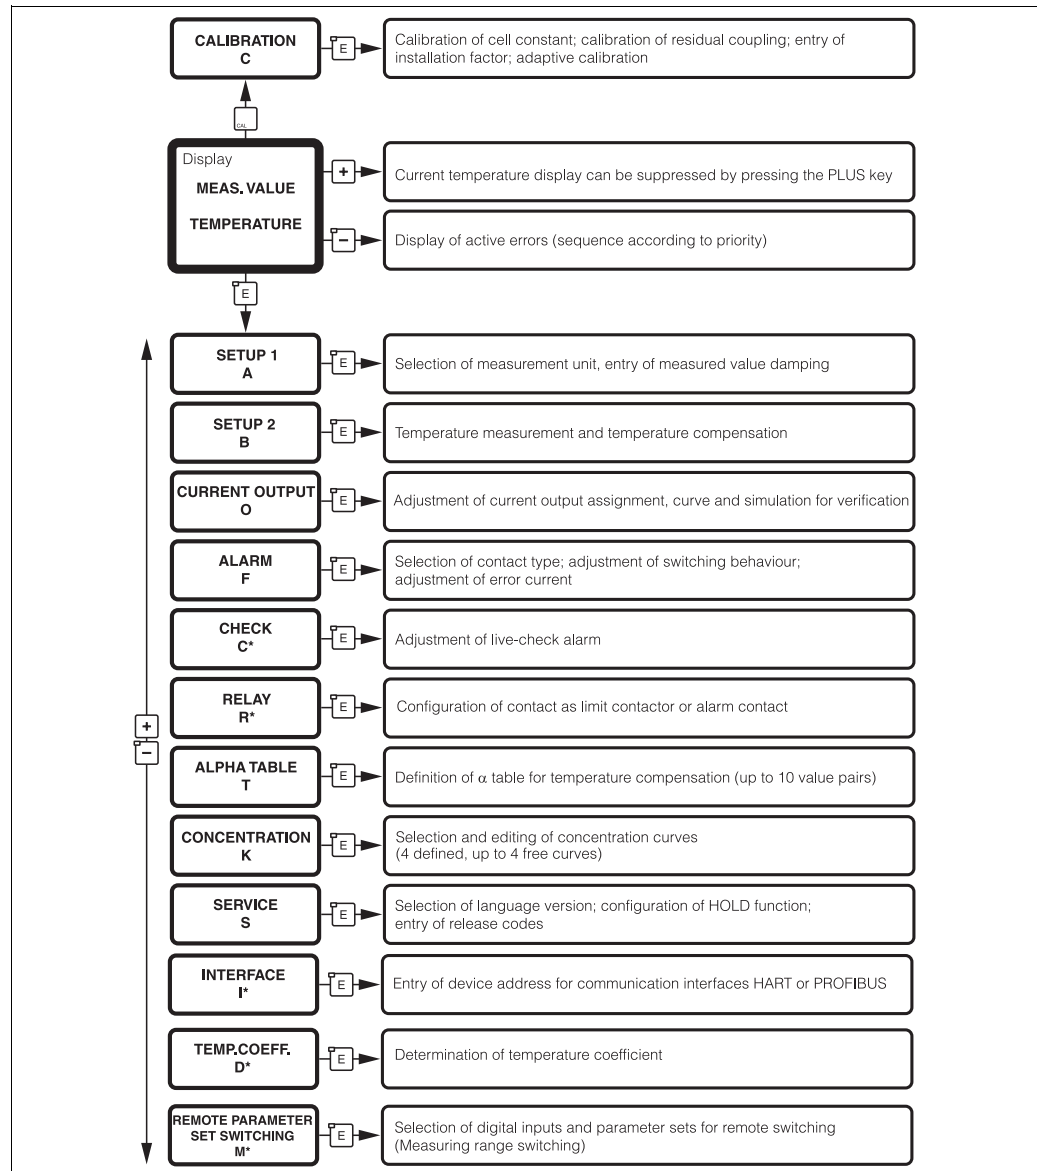 CALIBRATION
C
E
Calibration of cell constant; calibration of residual coupling; entry of
installation factor; adaptive calibration
CAL
Display
MEAS. VALUE
TEMPERATURE
+
Current temperature display can be suppressed by pressing the PLUS key
−
Display of active errors (sequence according to priority)
E
SETUP 1
A
E
Selection of measurement unit, entry of measured value damping
SETUP 2
B
E
Temperature measurement and temperature compensation
CURRENT OUTPUT
O
E
Adjustment of current output assignment, curve and simulation for verification
ALARM
F
E
Selection of contact type; adjustment of switching behaviour;
adjustment of error current
CHECK
C*
E
Adjustment of live-check alarm
RELAY
R*
E
Configuration of contact as limit contactor or alarm contact
+
−
ALPHA TABLE
T
E
Definition of α table for temperature compensation (up to 10 value pairs)
CONCENTRATION
K
E
Selection and editing of concentration curves
(4 defined, up to 4 free curves)
SERVICE
S
E
Selection of language version; configuration of HOLD function;
entry of release codes
INTERFACE
I*
E
Entry of device address for communication interfaces HART or PROFIBUS
TEMP.COEFF.
D*
E
Determination of temperature coefficient
REMOTE PARAMETER
SET SWITCHING
M*
E
Selection of digital inputs and parameter sets for remote switching
(Measuring range switching)